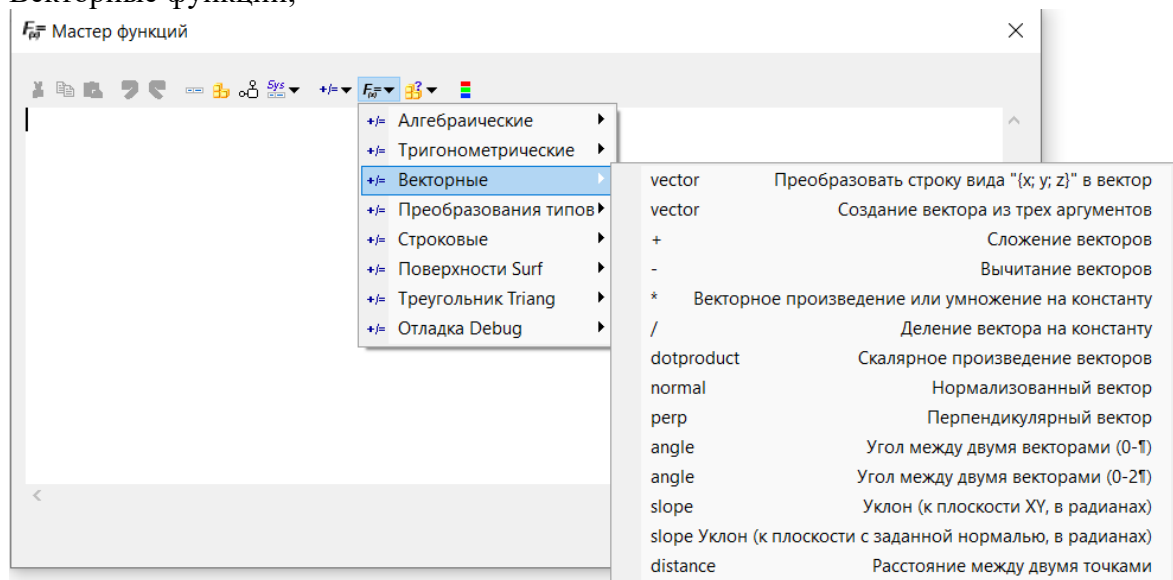 Векторные функции;
F(x)= Мастер функций
Sys +/= F(x)=
+/= Алгебраические
+/= Тригонометрические
+/= Векторные
+/= Преобразования типов
+/= Строковые
+/= Поверхности Surf
+/= Треугольник Triang
+/= Отладка Debug
vector Преобразовать строку вида "{x; y; z}" в вектор
vector Создание вектора из трех аргументов
+ Сложение векторов
- Вычитание векторов
* Векторное произведение или умножение на константу
/ Деление вектора на константу
dotproduct Скалярное произведение векторов
normal Нормализованный вектор
perp Перпендикулярный вектор
angle Угол между двумя векторами (0-¶)
angle Угол между двумя векторами (0-2¶)
slope Уклон (к плоскости XY, в радианах)
slope Уклон (к плоскости с заданной нормалью, в радианах)
distance Расстояние между двумя точками